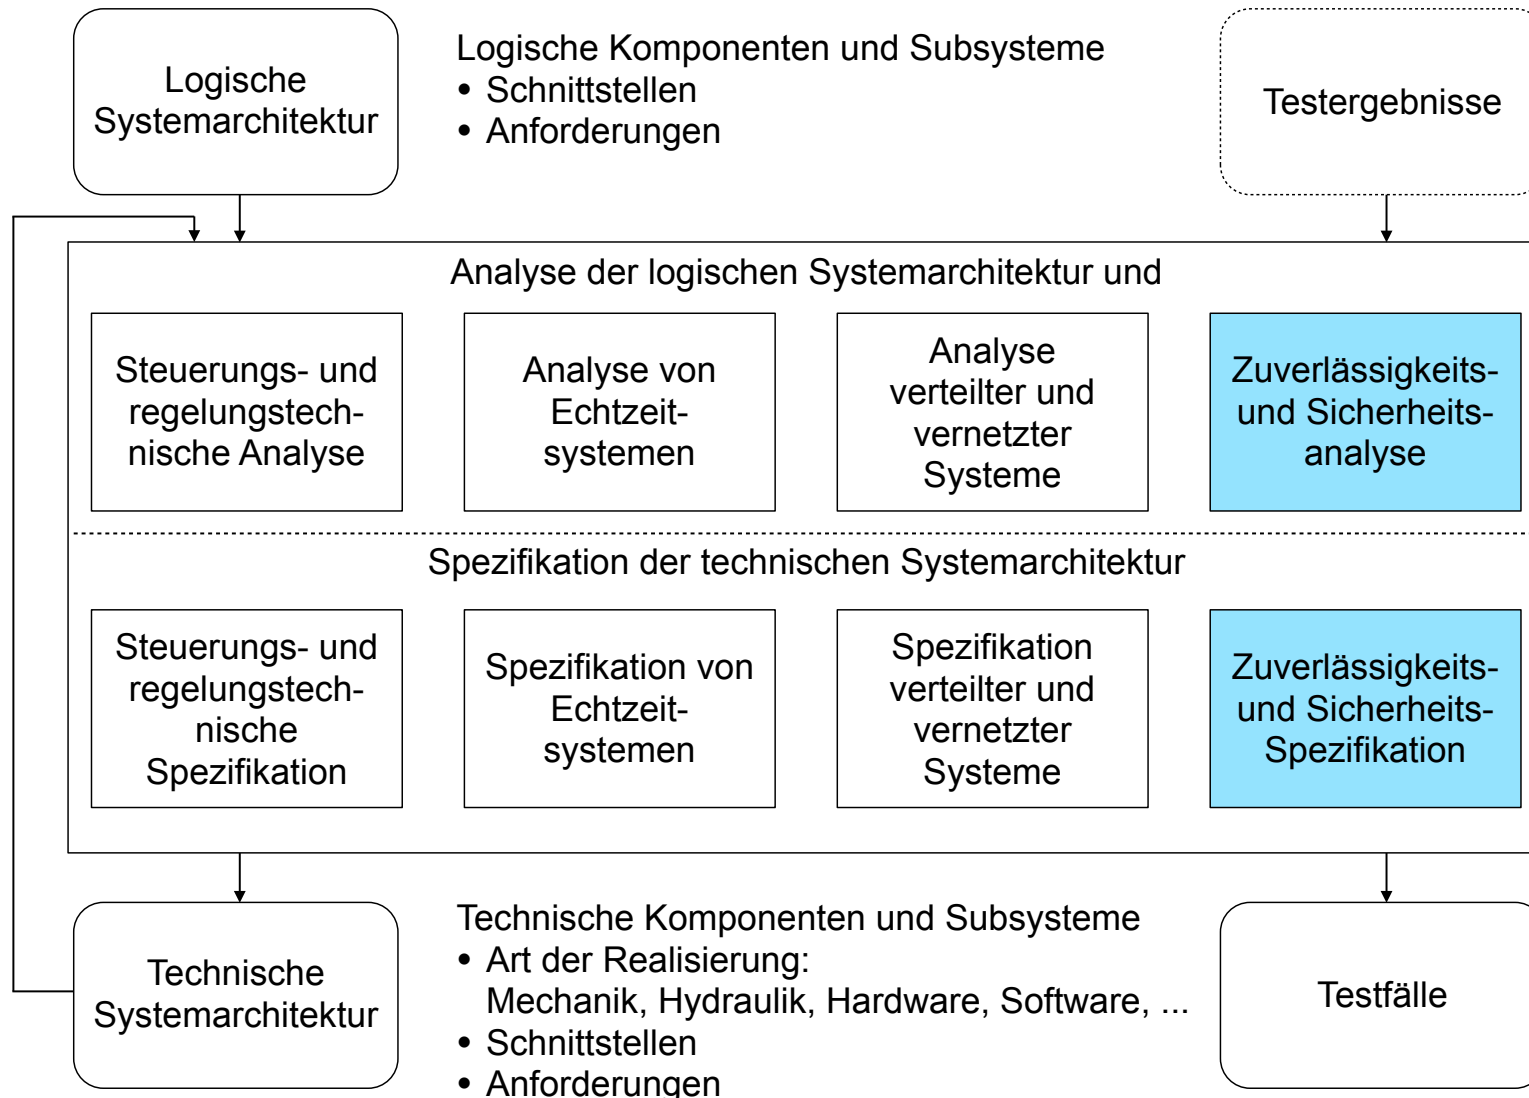 Logische
Systemarchitektur
Logische Komponenten und Subsysteme
• Schnittstellen
• Anforderungen
Testergebnisse
Analyse der logischen Systemarchitektur und
Steuerungs- und
regelungstech-
nische Analyse
Analyse von
Echtzeit-
systemen
Analyse
verteilter und
vernetzter
Systeme
Zuverlässigkeits-
und Sicherheits-
analyse
Spezifikation der technischen Systemarchitektur
Steuerungs- und
regelungstech-
nische
Spezifikation
Spezifikation von
Echtzeit-
systemen
Spezifikation
verteilter und
vernetzter
Systeme
Zuverlässigkeits-
und Sicherheits-
Spezifikation
Technische
Systemarchitektur
Technische Komponenten und Subsysteme
• Art der Realisierung:
Mechanik, Hydraulik, Hardware, Software, ...
• Schnittstellen
• Anforderungen
Testfälle